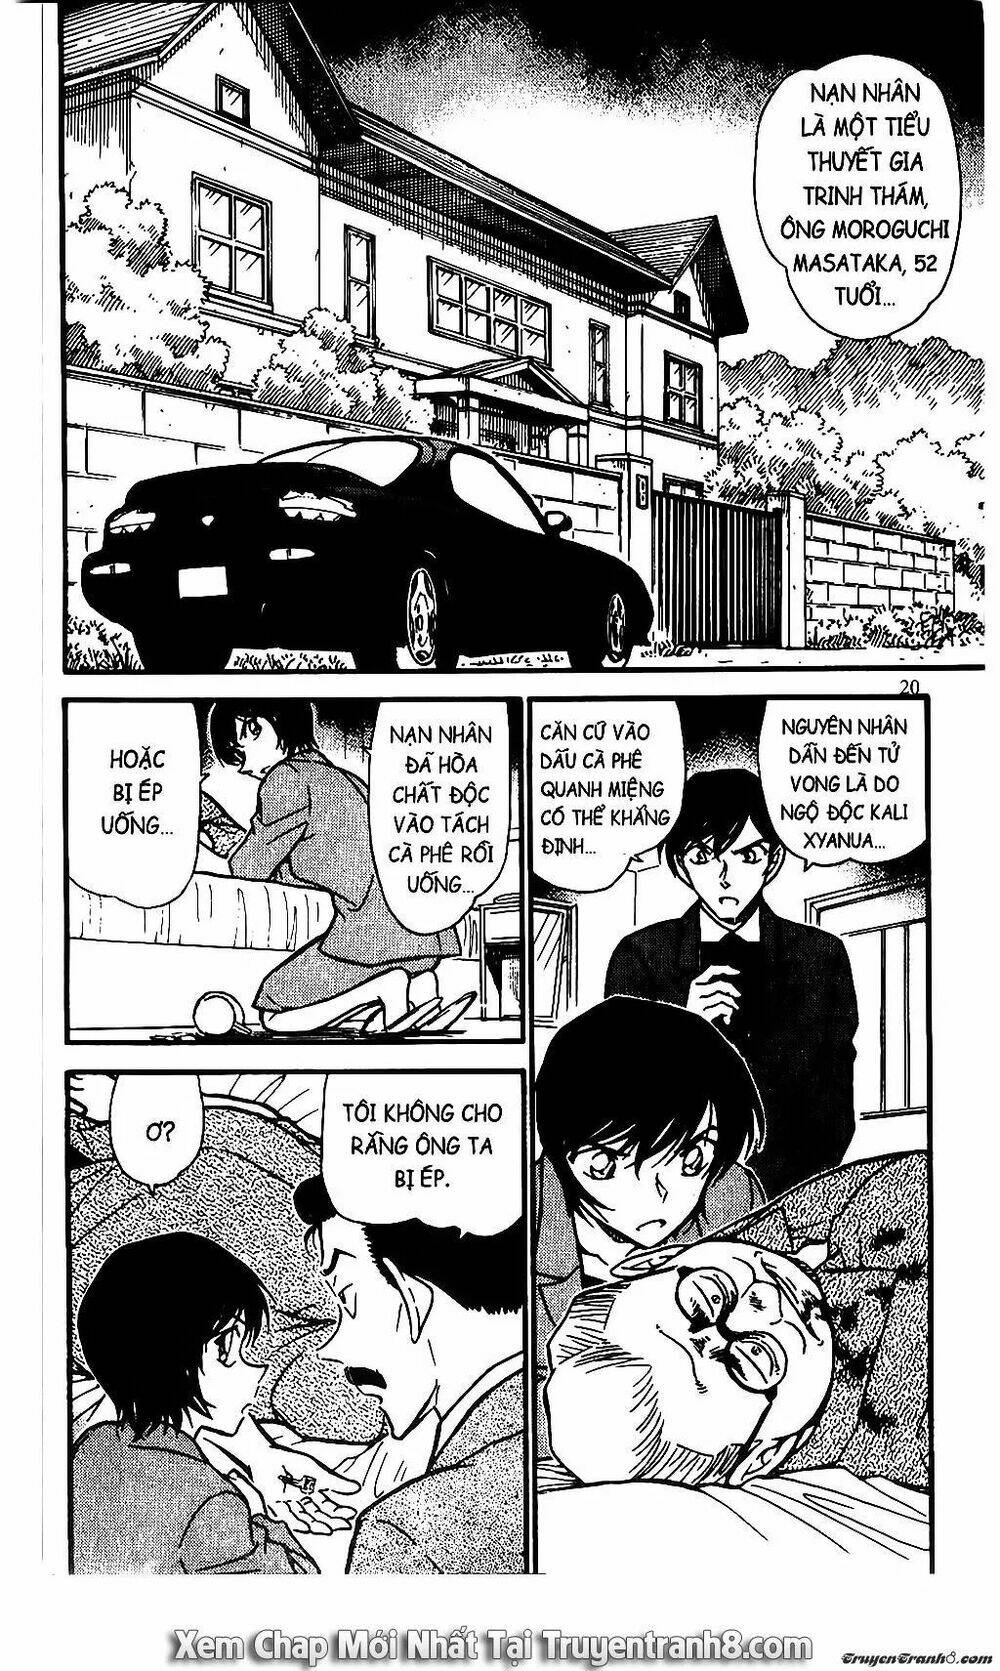 NẠN NHÂN
LÀ MỘT TIỂU
THUYẾT GIA
TRINH THÁM,
ÔNG MOROGUCHI
MASATAKA, 52
TUỔI...
20
NGUYÊN NHÂN
DẪN ĐẾN TỬ
VONG LÀ DO
NGỘ ĐỘC KALI
XYANUA...
CĂN CỨ VÀO
DẤU CÀ PHÊ
QUANH MIỆNG
CÓ THỂ KHẲNG
ĐỊNH...
NẠN NHÂN
ĐÃ HÒA
CHẤT ĐỘC
VÀO TÁCH
CÀ PHÊ RỒI
UỐNG...
HOẶC
BỊ ÉP
UỐNG...
TÔI KHÔNG CHO
RẰNG ÔNG TA
BỊ ÉP.
Ơ?
Xem Chap Mới Nhất Tại Truyentranh8.com
TruyenTranh8.com